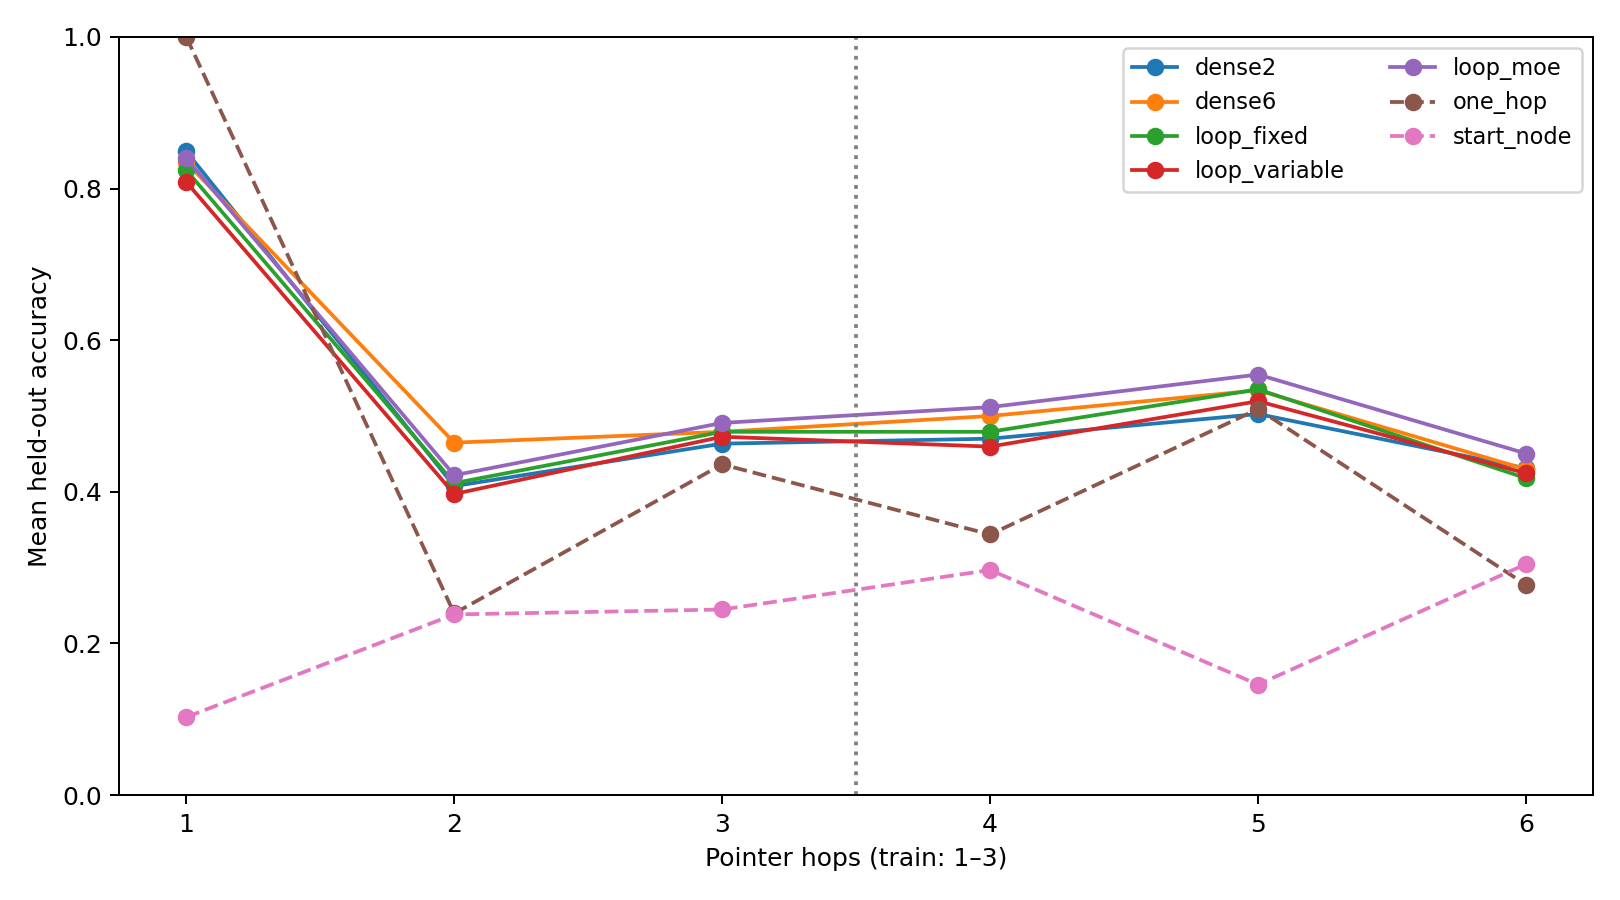 1.0
0.8
0.6
0.4
0.2
0.0
Mean held-out accuracy
dense2
dense6
loop_fixed
loop_variable
loop_moe
one_hop
start_node
1 2 3 4 5 6
Pointer hops (train: 1–3)